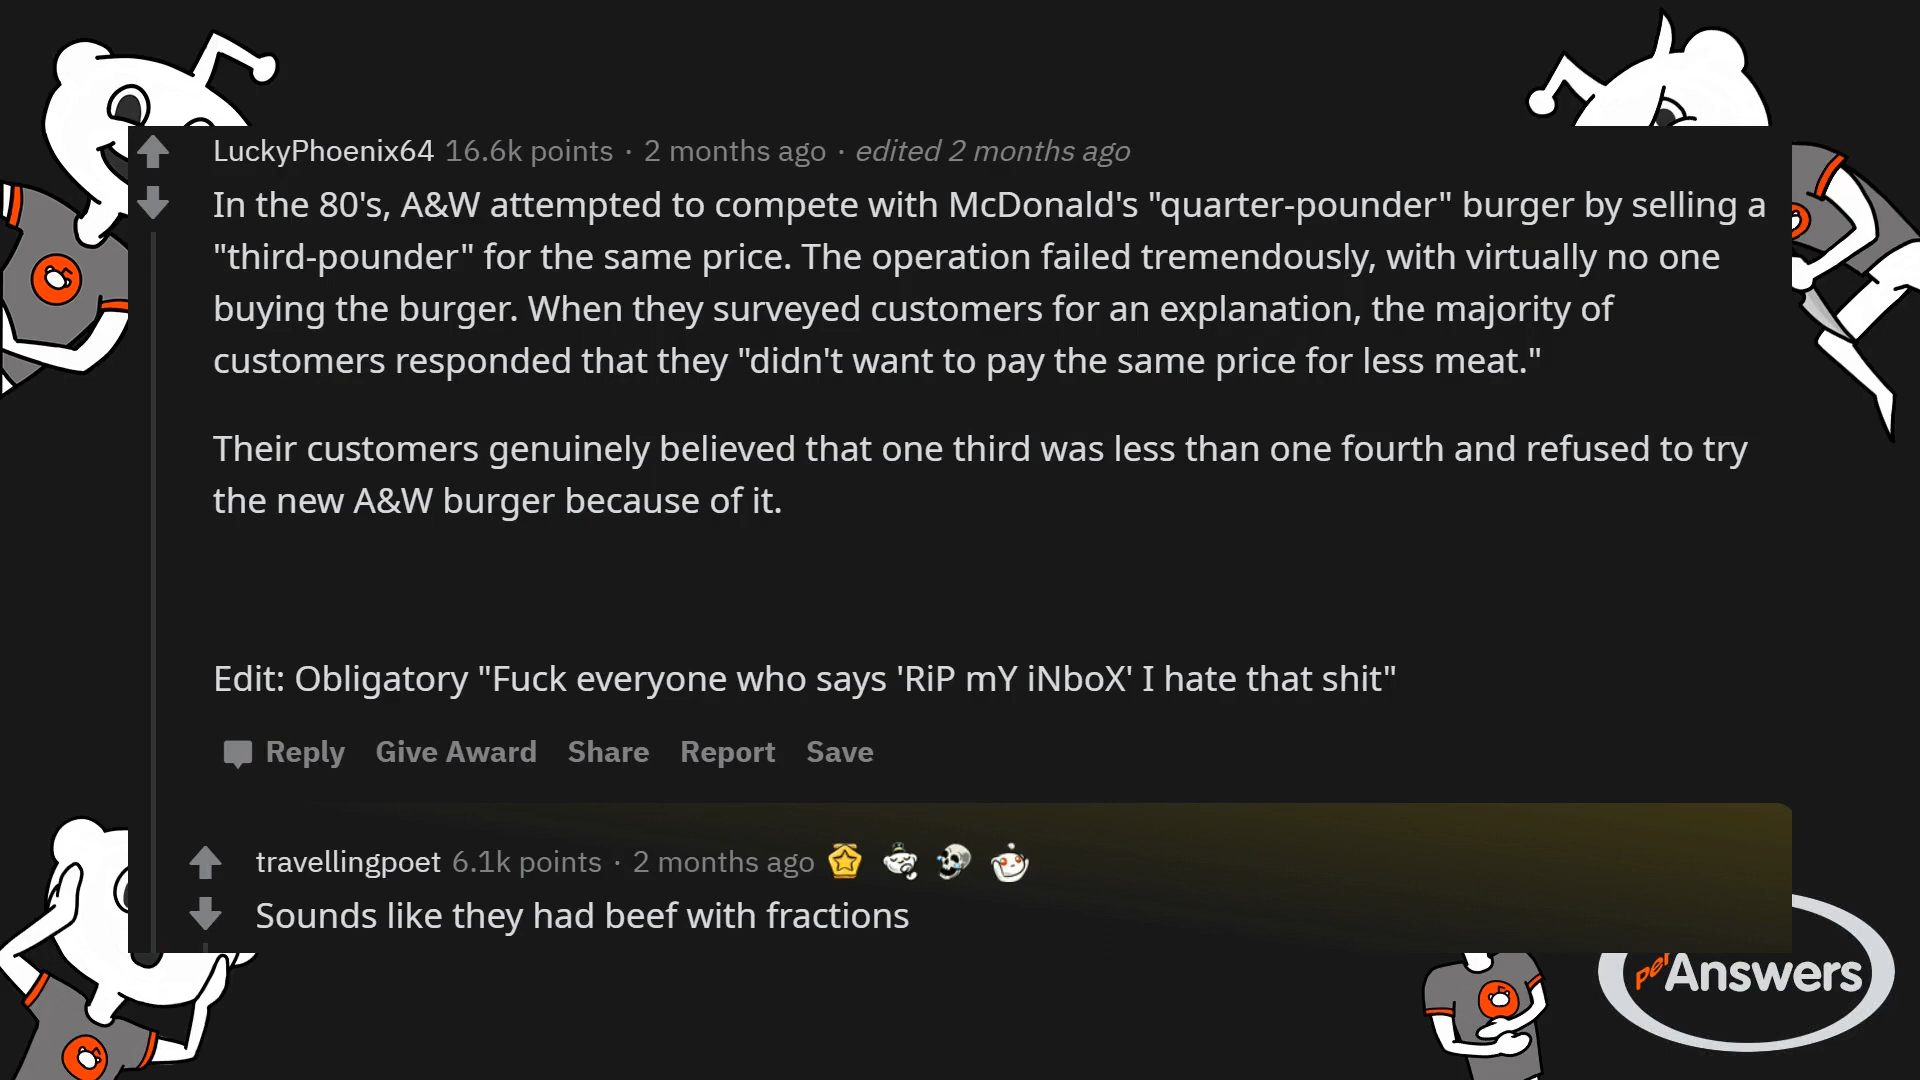 LuckyPhoenix64 16.6k points · 2 months ago · edited 2 months ago
In the 80's, A&W attempted to compete with McDonald's "quarter-pounder" burger by selling a
"third-pounder" for the same price. The operation failed tremendously, with virtually no one
buying the burger. When they surveyed customers for an explanation, the majority of
customers responded that they "didn't want to pay the same price for less meat."
Their customers genuinely believed that one third was less than one fourth and refused to try
the new A&W burger because of it.
Edit: Obligatory "Fuck everyone who says 'RiP mY iNboX' I hate that shit"
Reply Give Award Share Report Save
travellingpoet 6.1k points · 2 months ago
Sounds like they had beef with fractions
Answers